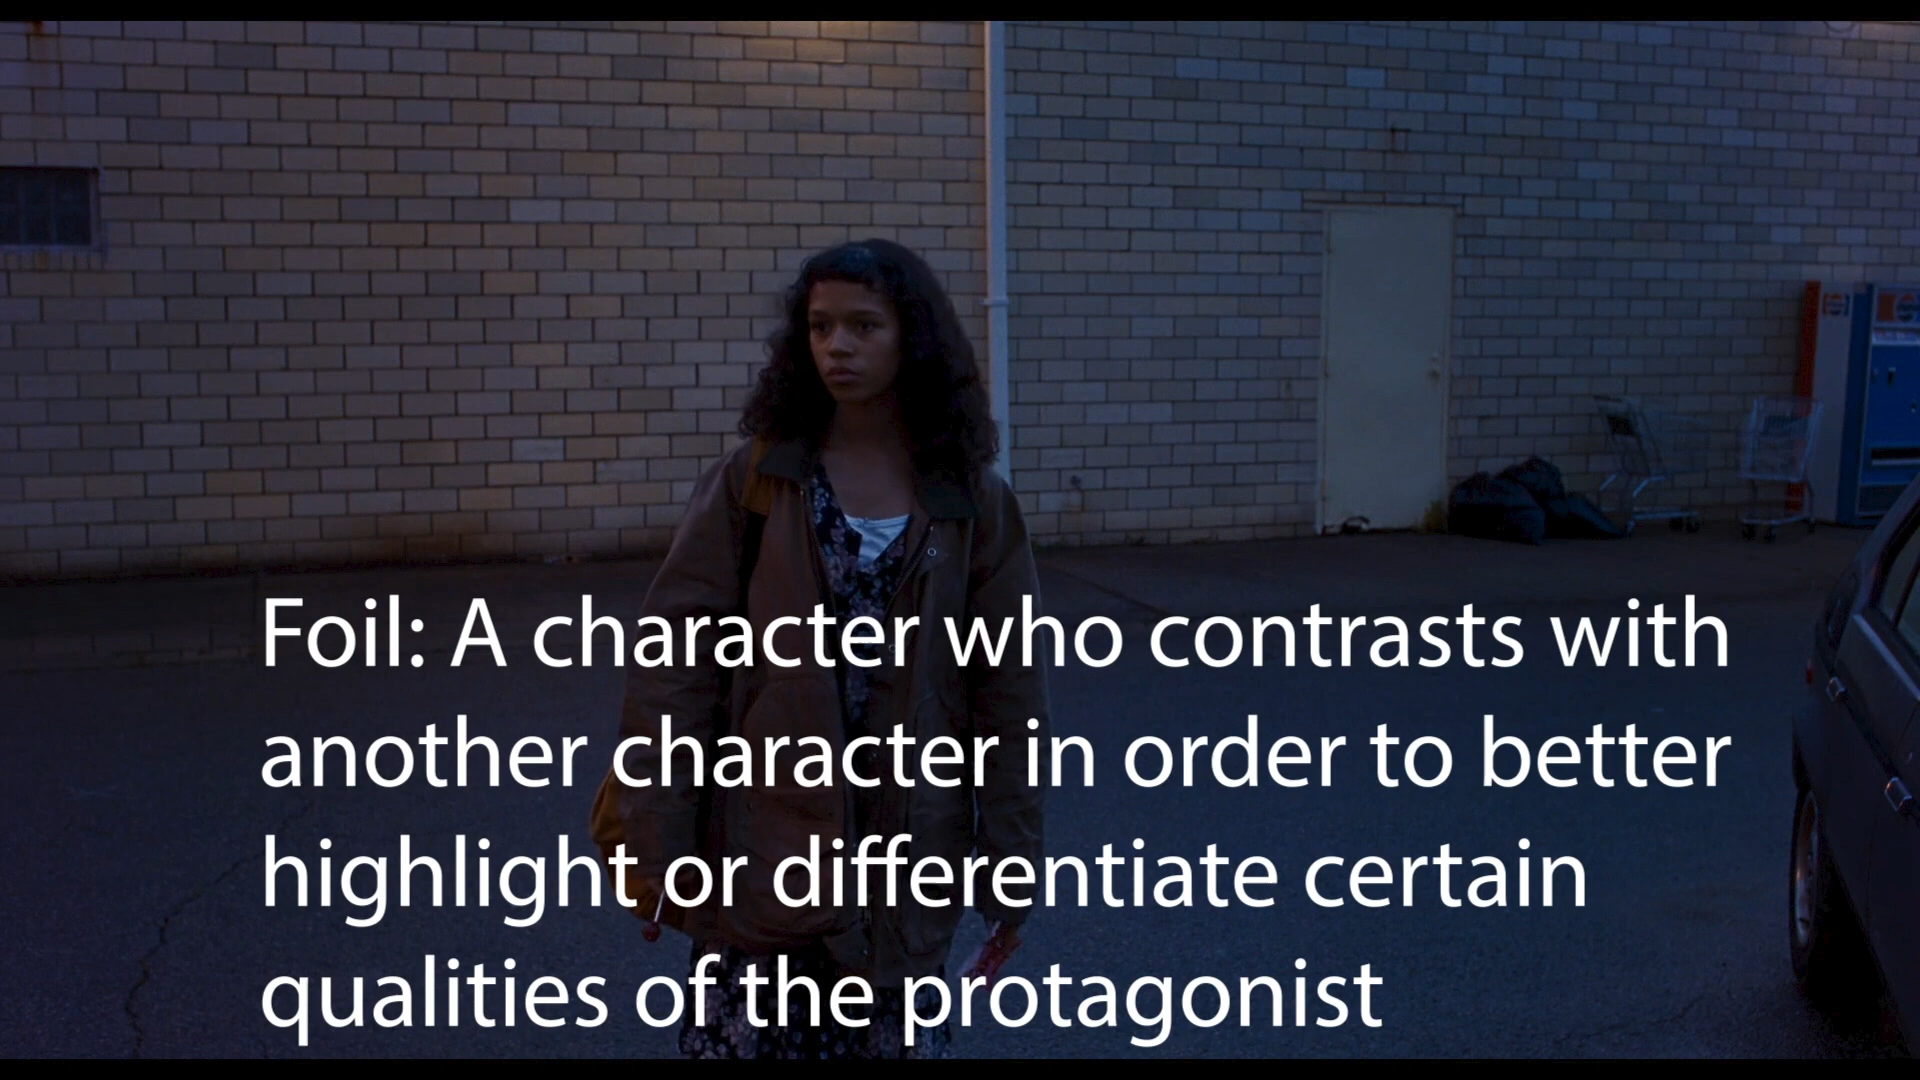 Foil: A character who contrasts with
another character in order to better
highlight or differentiate certain
qualities of the protagonist